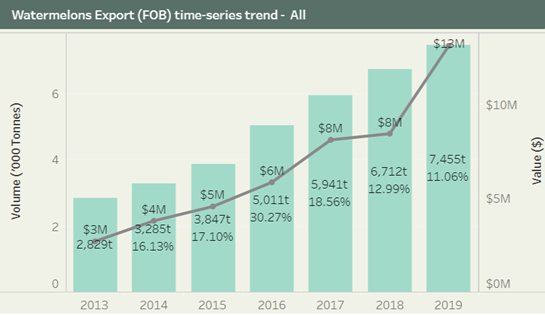 Watermelons Export (FOB) time-series trend - All
Volume ('000 Tonnes)
6
4
2
0
$3M
2,829t
$4M
3,285t
16.13%
$5M
3,847t
17.10%
$6M
5,011t
30.27%
$8M
5,941t
18.56%
$8M
6,712t
12.99%
$13M
7,455t
11.06%
$10M
$5M
$0M
Value ($)
2013 2014 2015 2016 2017 2018 2019